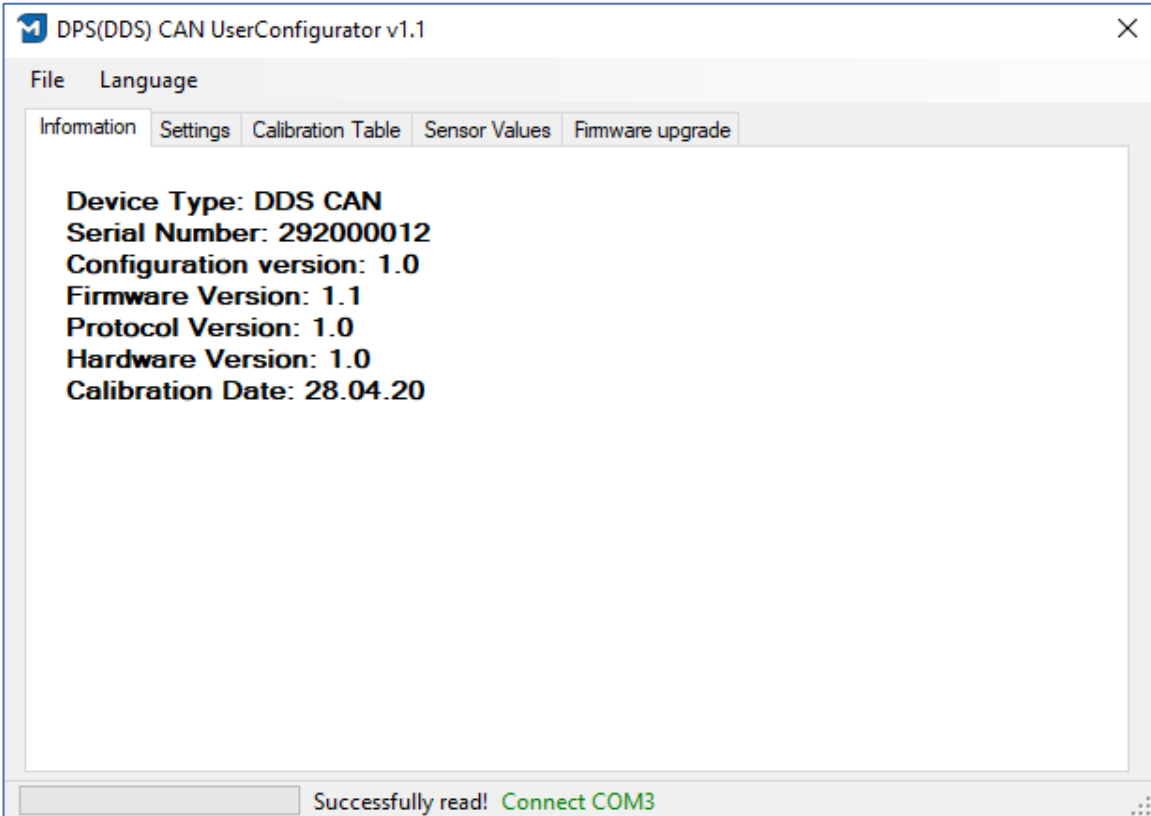 DPS(DDS) CAN UserConfigurator v1.1
File Language
Information Settings Calibration Table Sensor Values Firmware upgrade
Device Type: DDS CAN
Serial Number: 292000012
Configuration version: 1.0
Firmware Version: 1.1
Protocol Version: 1.0
Hardware Version: 1.0
Calibration Date: 28.04.20
Successfully read! Connect COM3